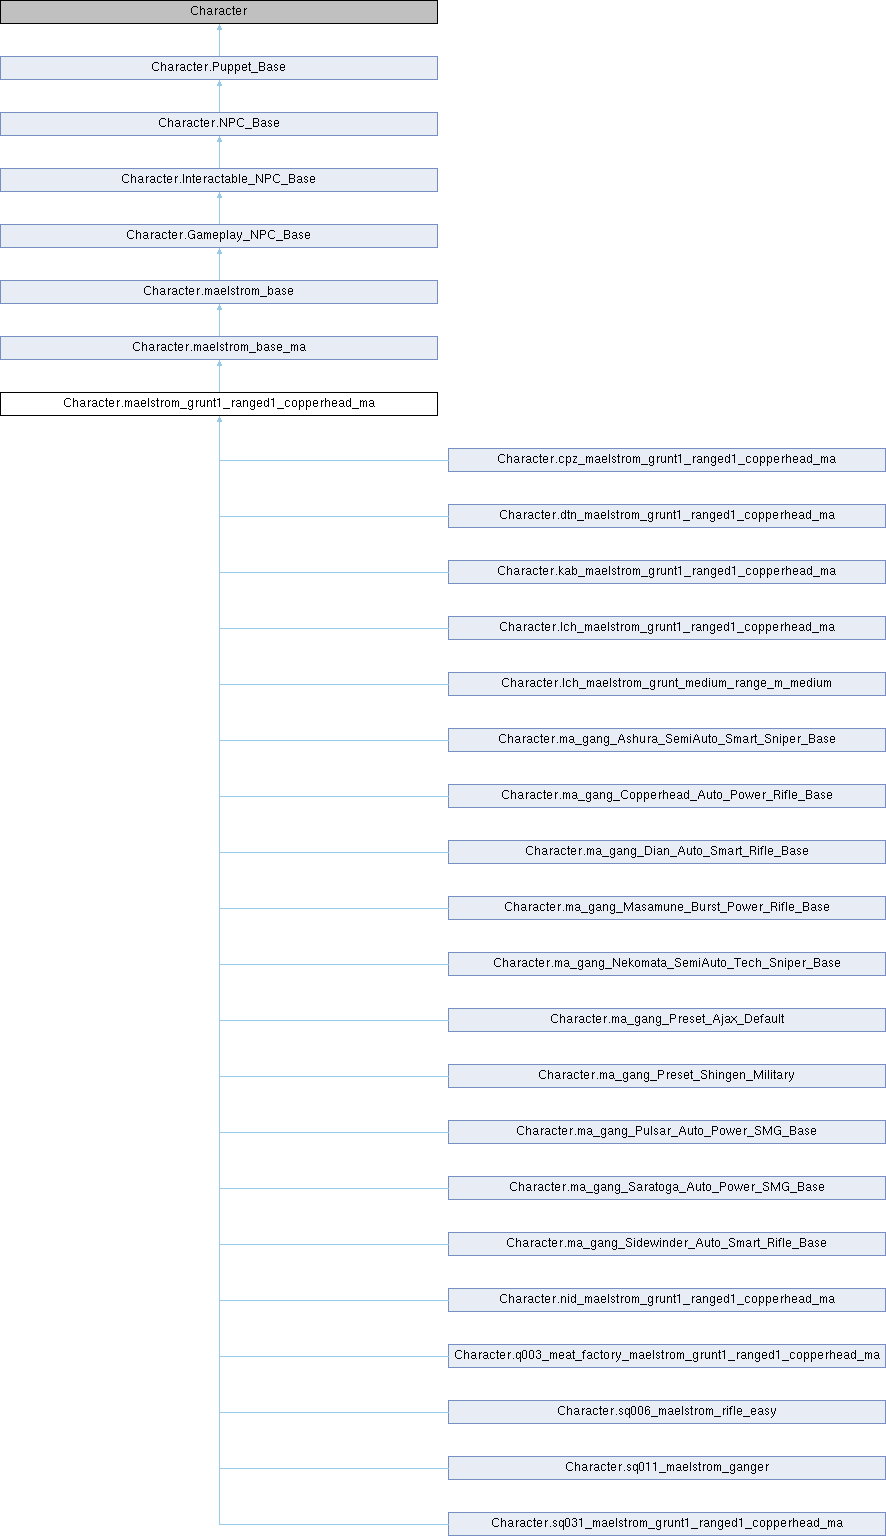 Character
Character.Puppet_Base
Character.NPC_Base
Character.Interactable_NPC_Base
Character.Gameplay_NPC_Base
Character.maelstrom_base
Character.maelstrom_base_ma
Character.maelstrom_grunt1_ranged1_copperhead_ma
Character.cpz_maelstrom_grunt1_ranged1_copperhead_ma
Character.dtn_maelstrom_grunt1_ranged1_copperhead_ma
Character.kab_maelstrom_grunt1_ranged1_copperhead_ma
Character.lch_maelstrom_grunt1_ranged1_copperhead_ma
Character.lch_maelstrom_grunt_medium_range_m_medium
Character.ma_gang_Ashura_SemiAuto_Smart_Sniper_Base
Character.ma_gang_Copperhead_Auto_Power_Rifle_Base
Character.ma_gang_Dian_Auto_Smart_Rifle_Base
Character.ma_gang_Masamune_Burst_Power_Rifle_Base
Character.ma_gang_Nekomata_SemiAuto_Tech_Sniper_Base
Character.ma_gang_Preset_Ajax_Default
Character.ma_gang_Preset_Shingen_Military
Character.ma_gang_Pulsar_Auto_Power_SMG_Base
Character.ma_gang_Saratoga_Auto_Power_SMG_Base
Character.ma_gang_Sidewinder_Auto_Smart_Rifle_Base
Character.nid_maelstrom_grunt1_ranged1_copperhead_ma
Character.q003_meat_factory_maelstrom_grunt1_ranged1_copperhead_ma
Character.sq006_maelstrom_rifle_easy
Character.sq011_maelstrom_ganger
Character.sq031_maelstrom_grunt1_ranged1_copperhead_ma